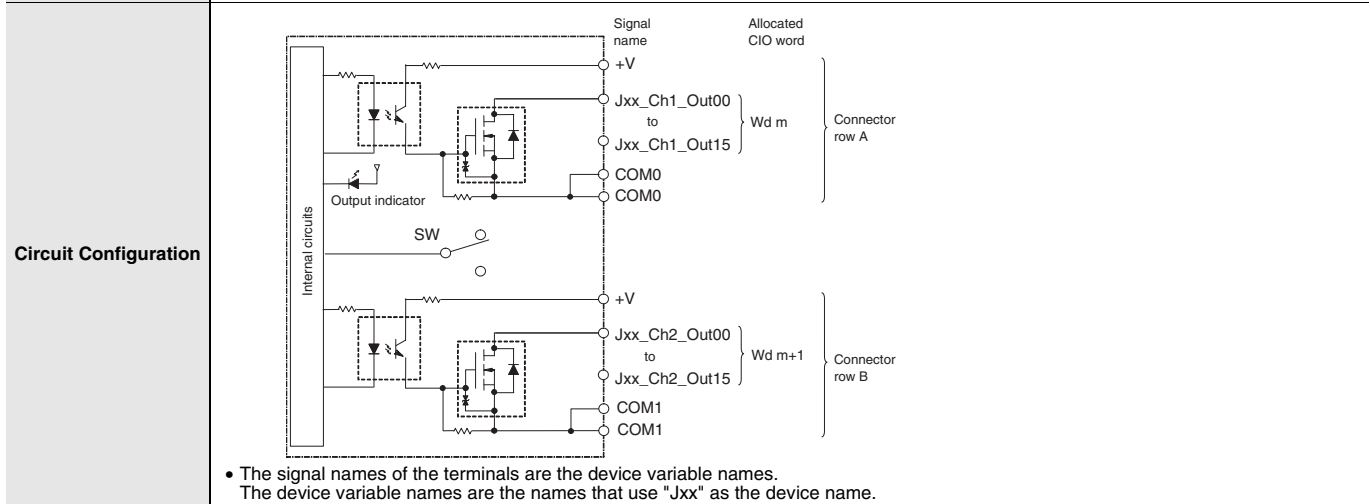 Circuit Configuration
Signal name
Allocated CIO word
+V
Jxx_Ch1_Out00
to
Jxx_Ch1_Out15
Wd m
Connector row A
COM0
COM0
Output indicator
Internal circuits
SW
+V
Jxx_Ch2_Out00
to
Jxx_Ch2_Out15
Wd m+1
Connector row B
COM1
COM1
• The signal names of the terminals are the device variable names.
The device variable names are the names that use "Jxx" as the device name.